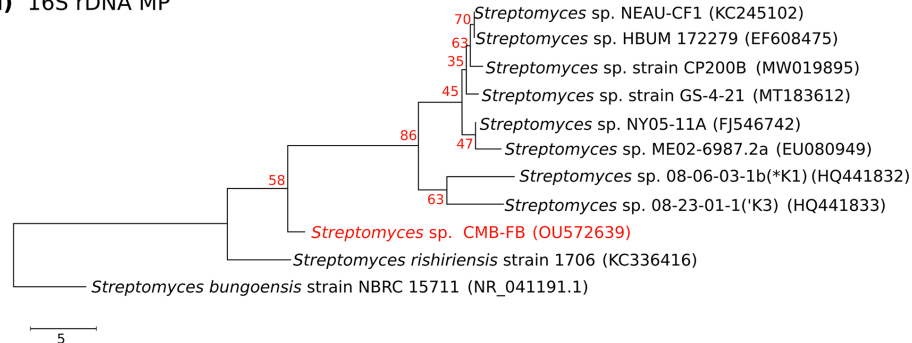 ) 16S rDNA MP
70 Streptomyces sp. NEAU-CF1 (KC245102)
63 Streptomyces sp. HBUM 172279 (EF608475)
35 Streptomyces sp. strain CP200B (MW019895)
45 Streptomyces sp. strain GS-4-21 (MT183612)
Streptomyces sp. NY05-11A (FJ546742)
86
47 Streptomyces sp. ME02-6987.2a (EU080949)
Streptomyces sp. 08-06-03-1b(*K1) (HQ441832)
58
63 Streptomyces sp. 08-23-01-1('K3) (HQ441833)
Streptomyces sp. CMB-FB (OU572639)
Streptomyces rishiriensis strain 1706 (KC336416)
Streptomyces bungoensis strain NBRC 15711 (NR_041191.1)
5